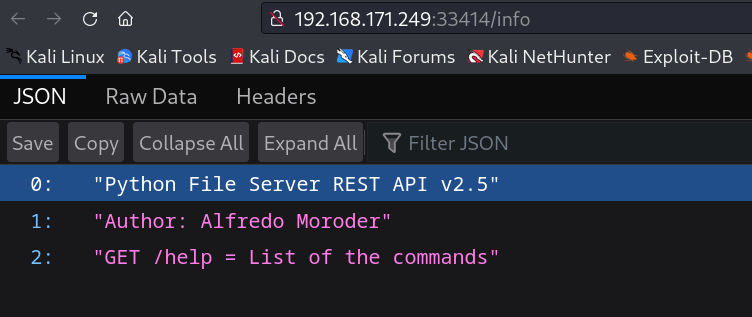 192.168.171.249:33414/info
Kali Linux Kali Tools Kali Docs Kali Forums Kali NetHunter Exploit-DB
JSON Raw Data Headers
Save Copy Collapse All Expand All Filter JSON
0: "Python File Server REST API v2.5"
1: "Author: Alfredo Moroder"
2: "GET /help = List of the commands"